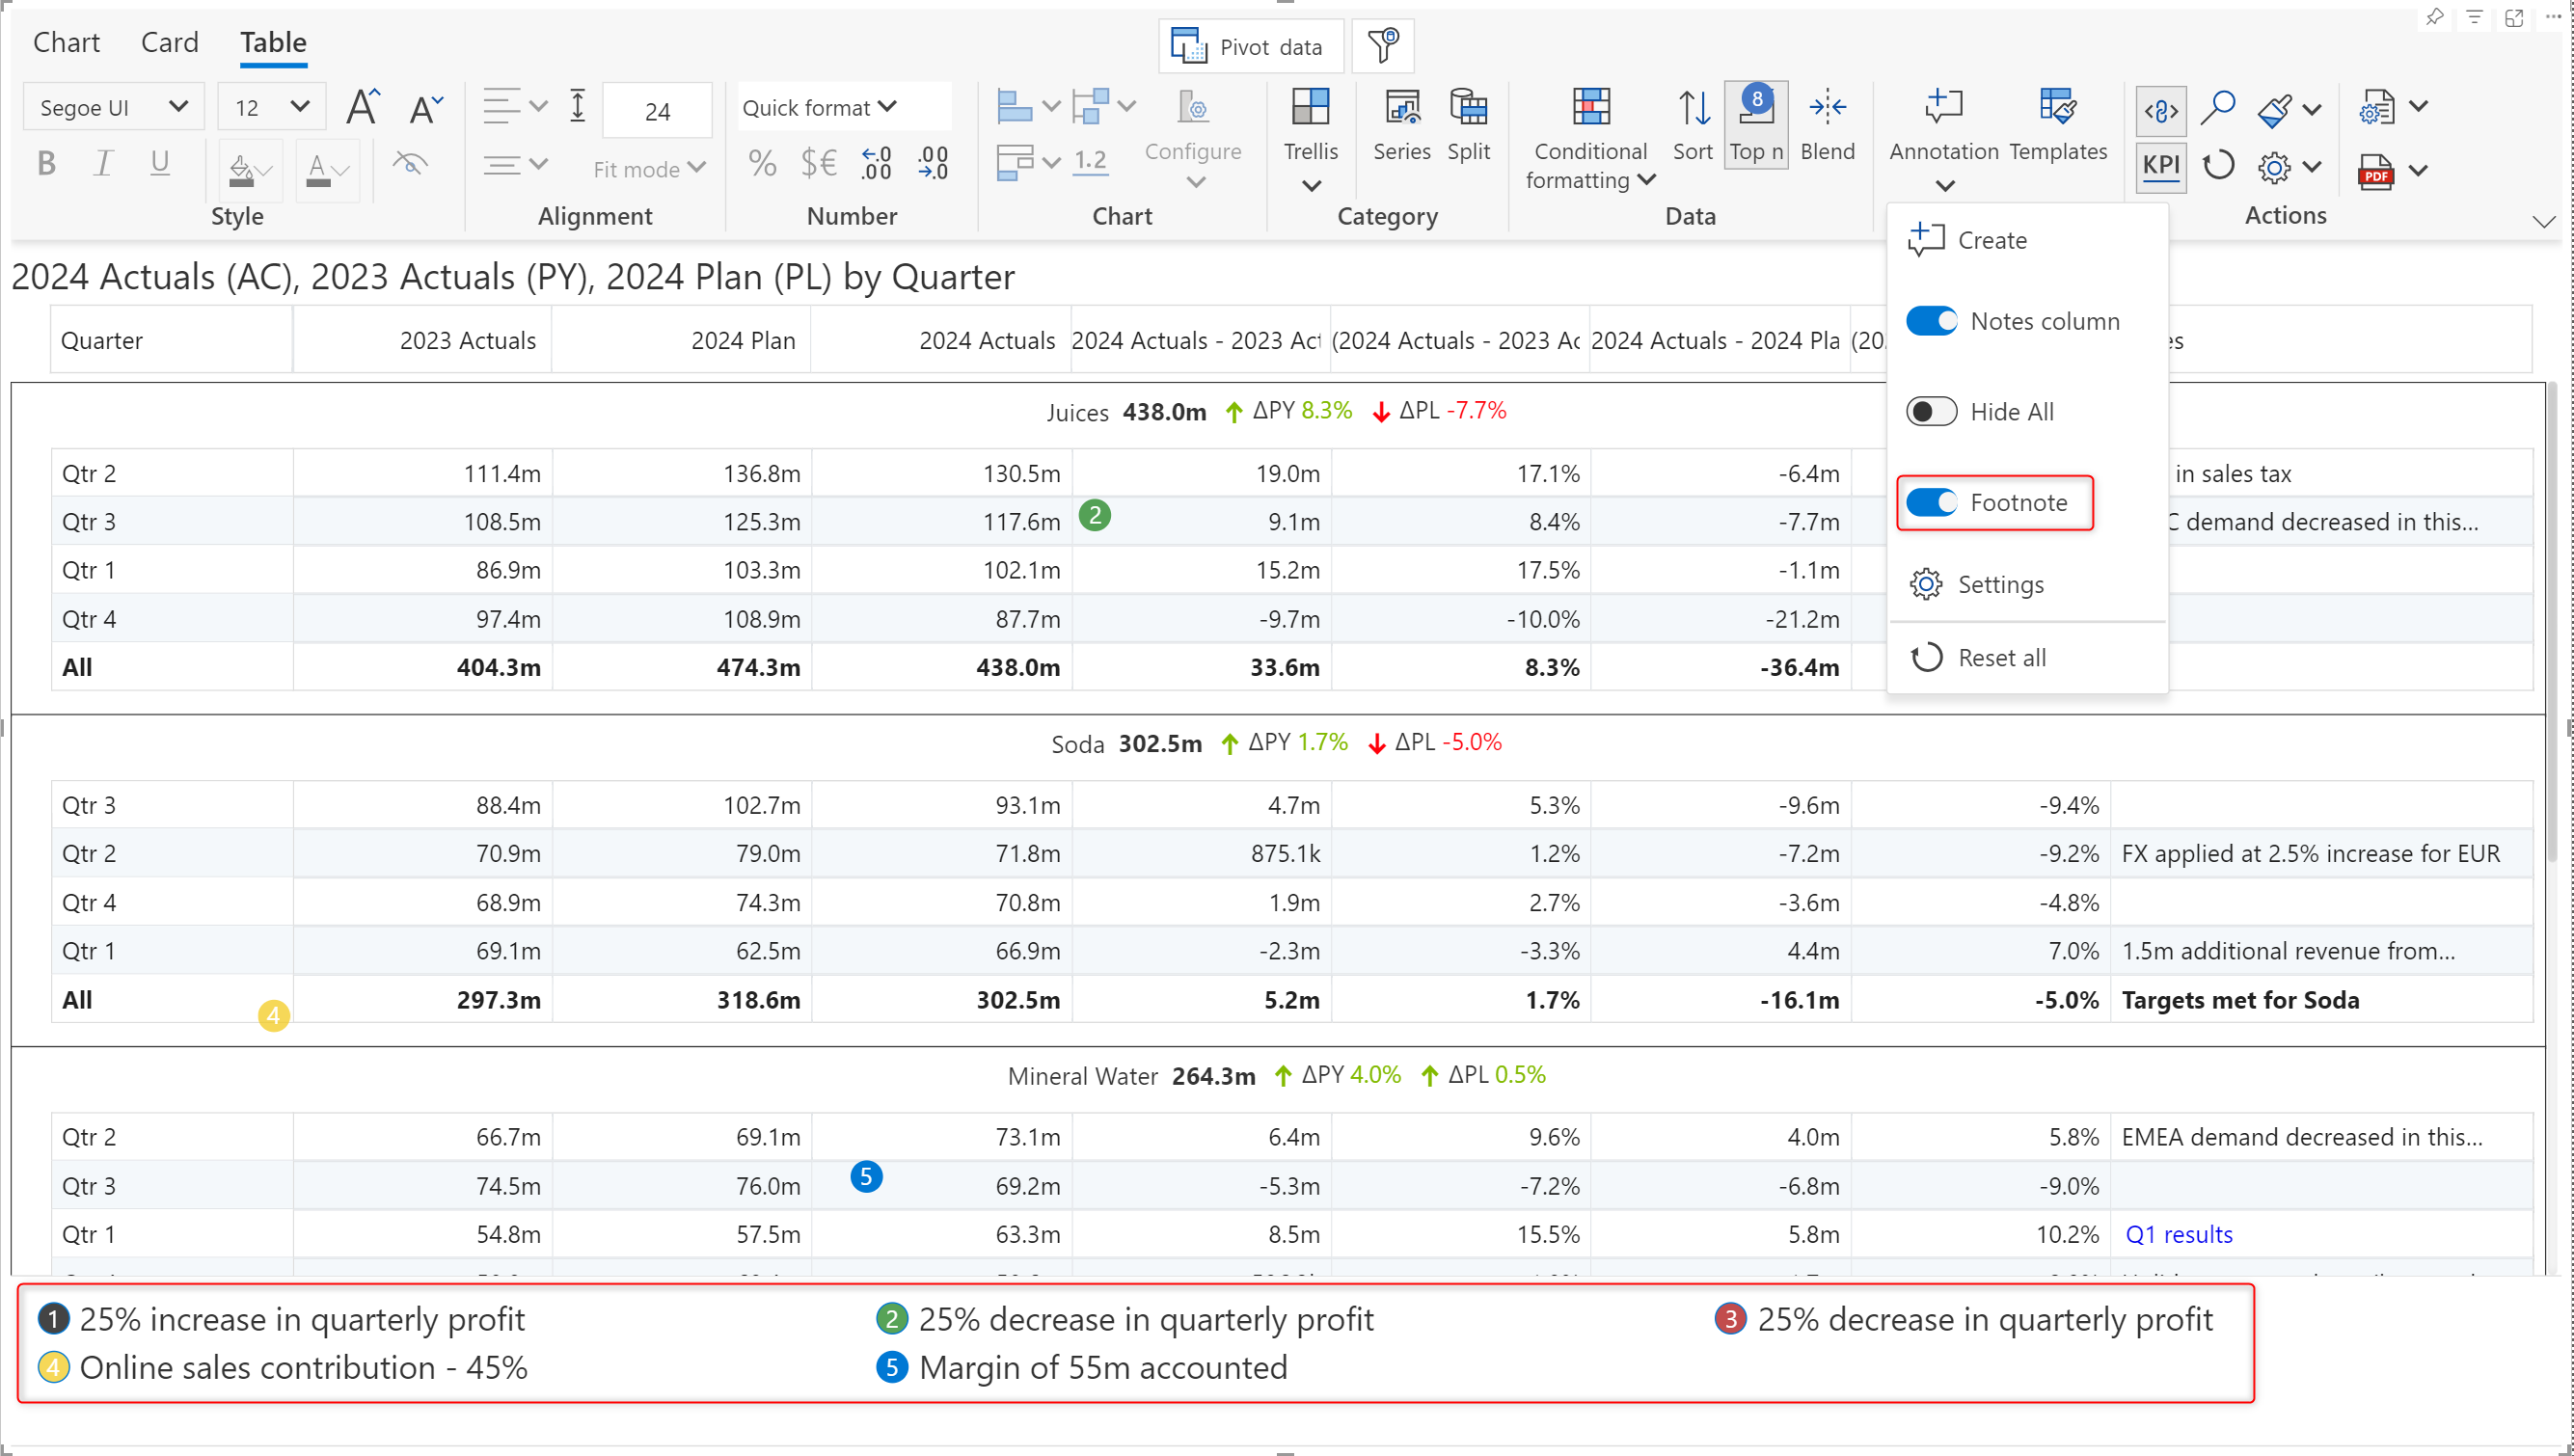 Chart Card Table
Pivot data
Segoe UI 12 24 Quick format
Fit mode % $€ 1.2 Configure
Trellis Series Split Conditional formatting Sort 8 Top n Blend Annotation Templates KPI PDF
Style Alignment Number Chart Category Data Actions
Create
Notes column
Hide All
Footnote
Settings
Reset all
2024 Actuals (AC), 2023 Actuals (PY), 2024 Plan (PL) by Quarter
Quarter 2023 Actuals 2024 Plan 2024 Actuals 2024 Actuals - 2023 Act (2024 Actuals - 2023 Ac 2024 Actuals - 2024 Pla (20 es
Juices 438.0m ΔPY 8.3% ΔPL -7.7%
Qtr 2 111.4m 136.8m 130.5m 19.0m 17.1% -6.4m in sales tax
Qtr 3 108.5m 125.3m 117.6m 2 9.1m 8.4% -7.7m C demand decreased in this...
Qtr 1 86.9m 103.3m 102.1m 15.2m 17.5% -1.1m
Qtr 4 97.4m 108.9m 87.7m -9.7m -10.0% -21.2m
All 404.3m 474.3m 438.0m 33.6m 8.3% -36.4m
Soda 302.5m ΔPY 1.7% ΔPL -5.0%
Qtr 3 88.4m 102.7m 93.1m 4.7m 5.3% -9.6m -9.4%
Qtr 2 70.9m 79.0m 71.8m 875.1k 1.2% -7.2m -9.2% FX applied at 2.5% increase for EUR
Qtr 4 68.9m 74.3m 70.8m 1.9m 2.7% -3.6m -4.8%
Qtr 1 69.1m 62.5m 66.9m -2.3m -3.3% 4.4m 7.0% 1.5m additional revenue from...
All 4 297.3m 318.6m 302.5m 5.2m 1.7% -16.1m -5.0% Targets met for Soda
Mineral Water 264.3m ΔPY 4.0% ΔPL 0.5%
Qtr 2 66.7m 69.1m 73.1m 6.4m 9.6% 4.0m 5.8% EMEA demand decreased in this...
Qtr 3 74.5m 76.0m 5 69.2m -5.3m -7.2% -6.8m -9.0%
Qtr 1 54.8m 57.5m 63.3m 8.5m 15.5% 5.8m 10.2% Q1 results
1 25% increase in quarterly profit 2 25% decrease in quarterly profit 3 25% decrease in quarterly profit
4 Online sales contribution - 45% 5 Margin of 55m accounted